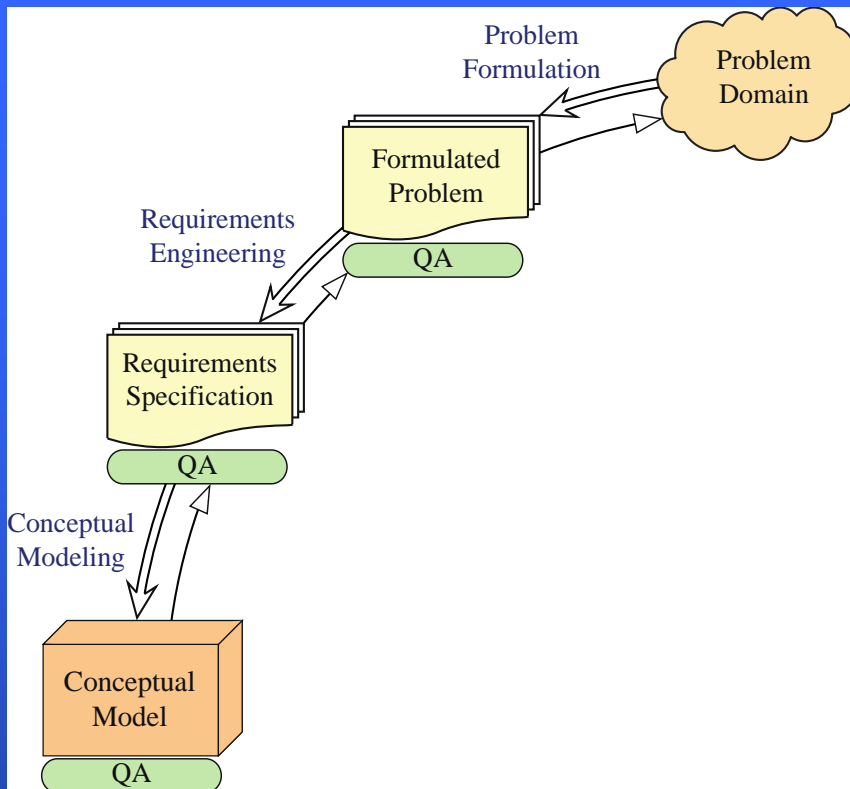 Problem
Formulation
Problem
Domain
Formulated
Problem
QA
Requirements
Engineering
Requirements
Specification
QA
Conceptual
Modeling
Conceptual
Model
QA